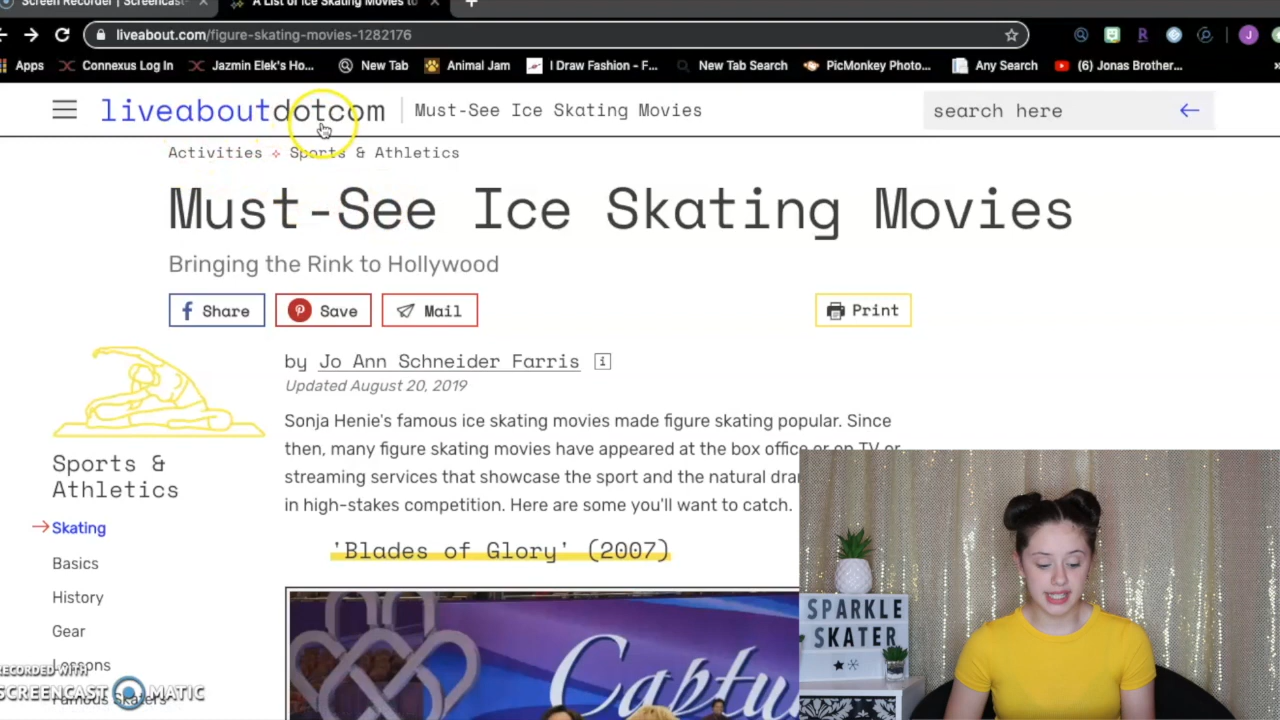 Screen Recorder | Screencast-
A List of Ice Skating Movies to
liveabout.com/figure-skating-movies-1282176
Apps
Connexus Log In
Jazmin Elek's Ho...
New Tab
Animal Jam
I Draw Fashion - F...
New Tab Search
PicMonkey Photo...
Any Search
(6) Jonas Brother...
»
liveaboutdotcom
Must-See Ice Skating Movies
search here
Activities
Sports & Athletics
Must-See Ice Skating Movies
Bringing the Rink to Hollywood
Share
Save
Mail
Print
by Jo Ann Schneider Farris
Updated August 20, 2019
Sonja Henie's famous ice skating movies made figure skating popular. Since
then, many figure skating movies have appeared at the box office or on TV or
streaming services that showcase the sport and the natural dra
in high-stakes competition. Here are some you'll want to catch.
'Blades of Glory' (2007)
Sports &
Athletics
Skating
Basics
History
Gear
Lessons
Famous Skaters
RECORDED WITH
SCREENCAST MATIC
Captu
SPARKLE
SKATER